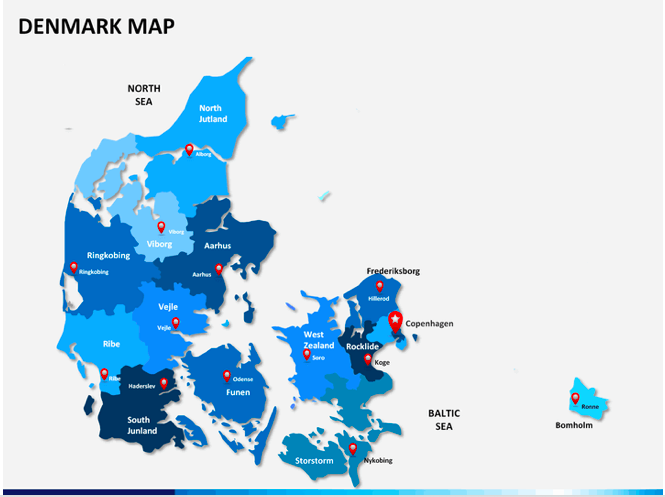 DENMARK MAP
NORTH
SEA
North
Jutland
Alborg
Viborg
Viborg
Aarhus
Aarhus
Ringkobing
Ringkobing
Vejle
Vejle
Ribe
Ribe
Haderslev
South
Junland
Odense
Funen
Frederiksborg
Hillerod
Copenhagen
West
Zealand
Soro
Rocklide
Koge
BALTIC
SEA
Storstorm
Nykobing
Ronne
Bomholm